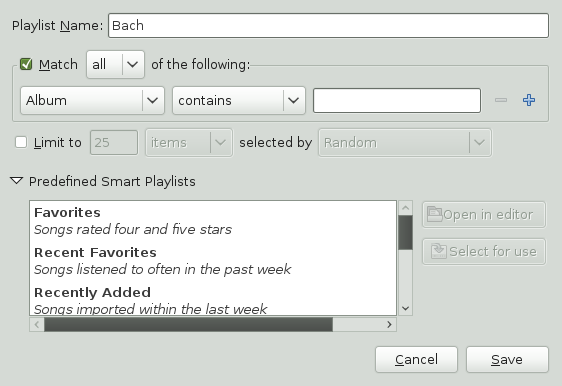 Playlist Name: Bach
Match all of the following:
Album contains
Limit to 25 items selected by Random
Predefined Smart Playlists
Favorites
Songs rated four and five stars
Recent Favorites
Songs listened to often in the past week
Recently Added
Songs imported within the last week
Open in editor
Select for use
Cancel Save